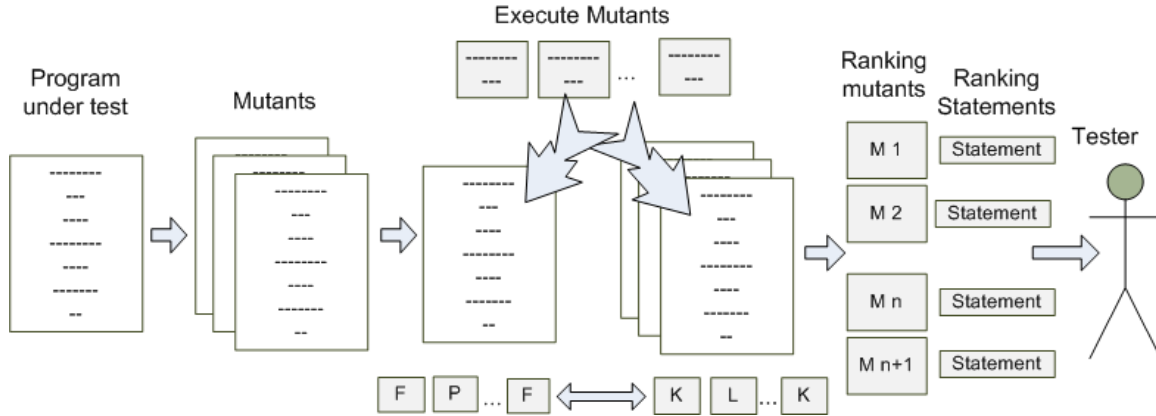 Execute Mutants
Program
under test
Mutants
--------
---
--------
---
...
--------
---
Ranking
mutants
Ranking
Statements
Tester
--------
---
----
--------
----
-------
--
--------
--------
---
----
--------
----
-------
--
--------
---
----
--------
----
-------
--
--------
---
----
--------
----
-------
--
M 1
Statement
M 2
Statement
M n
Statement
M n+1
Statement
F P ... F
K L ... K